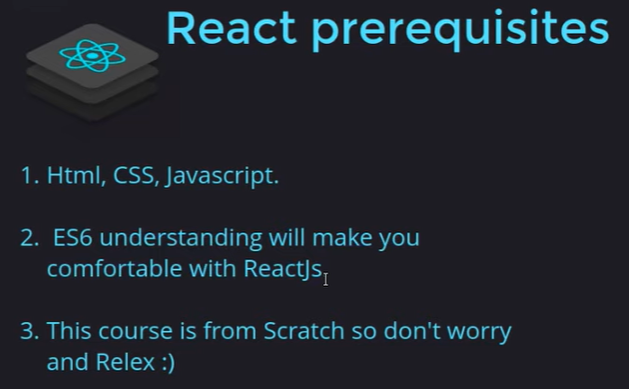 React prerequisites
1. Html, CSS, Javascript.
2. ES6 understanding will make you
comfortable with ReactJs
3. This course is from Scratch so don't worry
and Relex :)